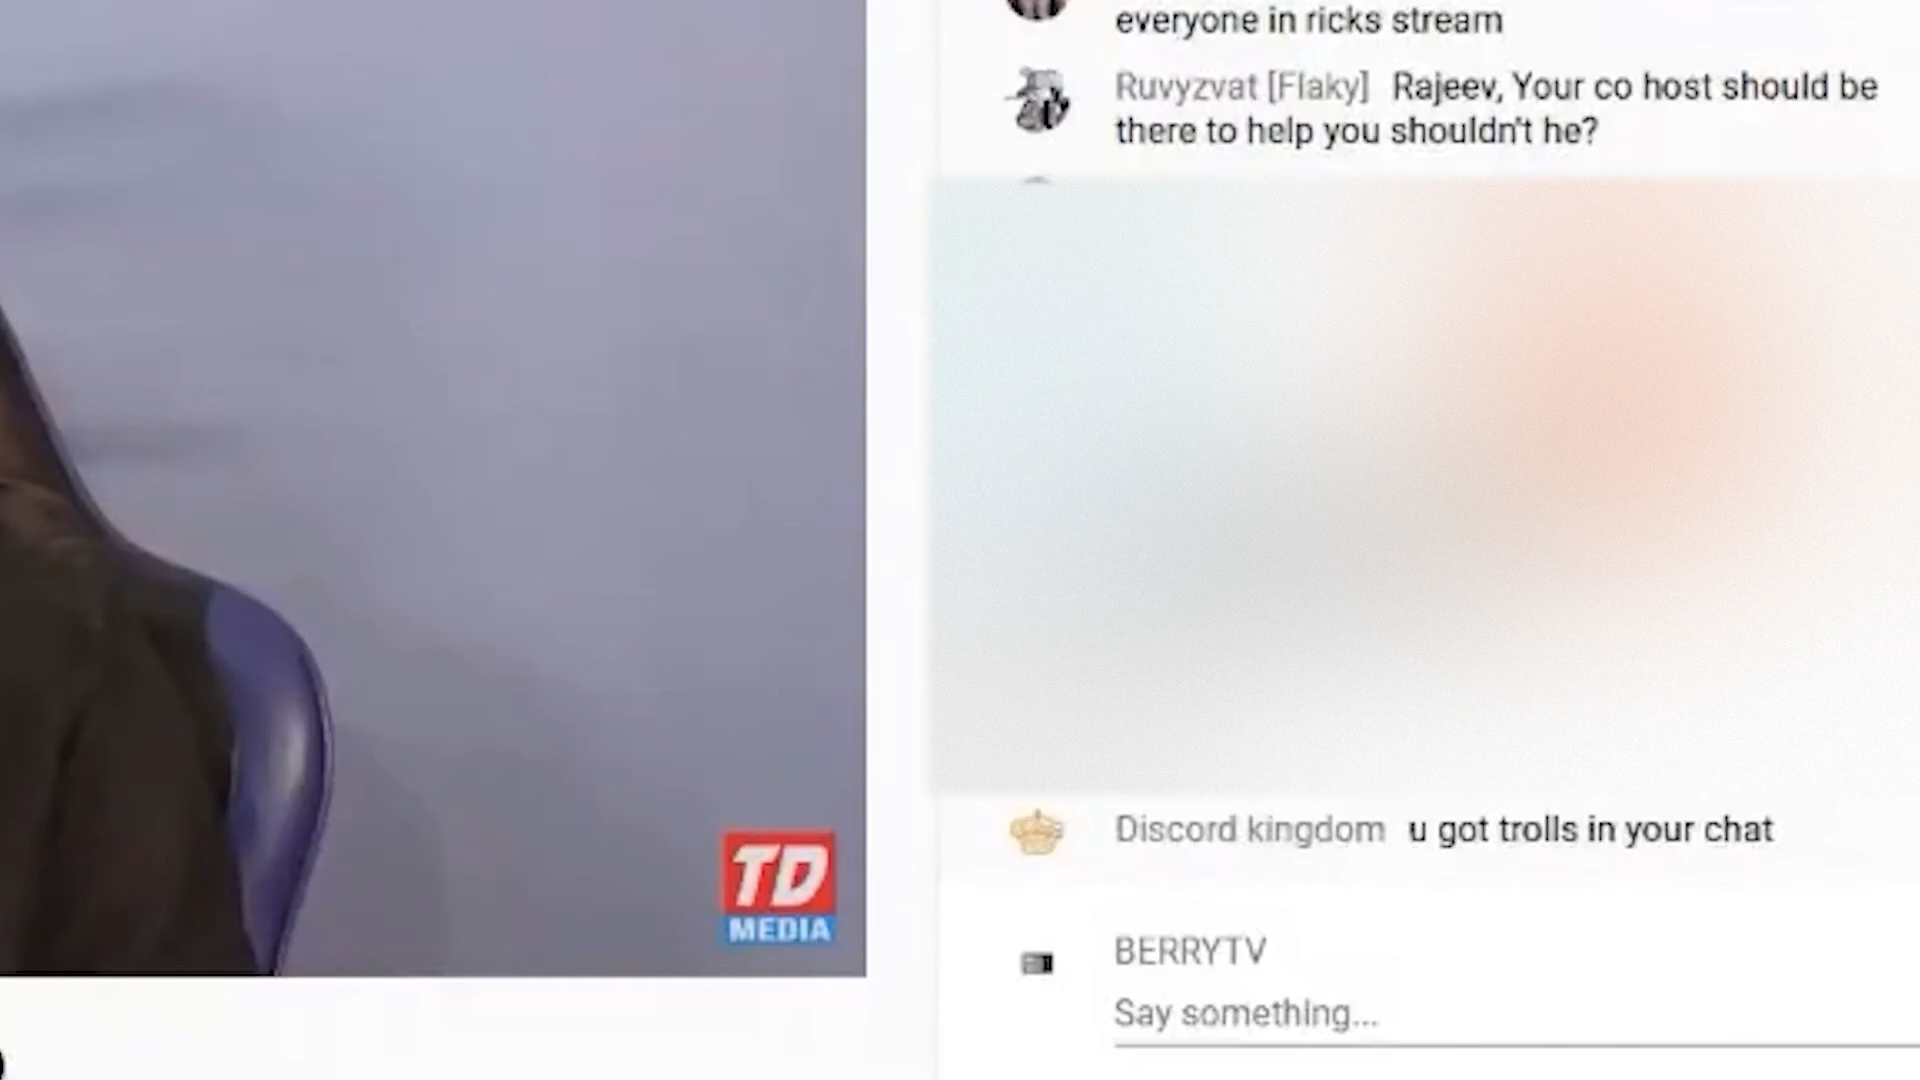 everyone in ricks stream
Ruvyzvat [Flaky] Rajeev, Your co host should be
there to help you shouldn't he?
Discord kingdom u got trolls in your chat
TD
MEDIA
BERRYTV
Say something...